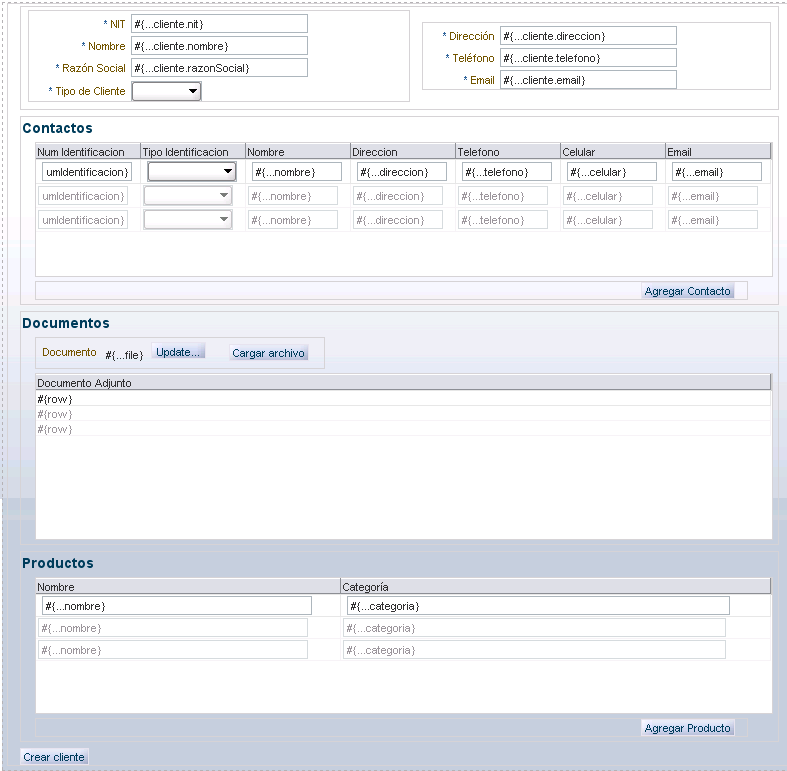 * NIT #{...cliente.nit}
* Nombre #{...cliente.nombre}
* Razón Social #{...cliente.razonSocial}
* Tipo de Cliente
* Dirección #{...cliente.direccion}
* Teléfono #{...cliente.telefono}
* Email #{...cliente.email}
Contactos
Num Identificacion Tipo Identificacion Nombre Direccion Telefono Celular Email
umIdentificacion} #{...nombre} #{...direccion} #{...telefono} #{...celular} #{...email}
umIdentificacion} #{...nombre} #{...direccion} #{...telefono} #{...celular} #{...email}
umIdentificacion} #{...nombre} #{...direccion} #{...telefono} #{...celular} #{...email}
Agregar Contacto
Documentos
Documento #{...file} Update... Cargar archivo
Documento Adjunto
#{row}
#{row}
#{row}
Productos
Nombre Categoría
#{...nombre} #{...categoria}
#{...nombre} #{...categoria}
#{...nombre} #{...categoria}
Agregar Producto
Crear cliente